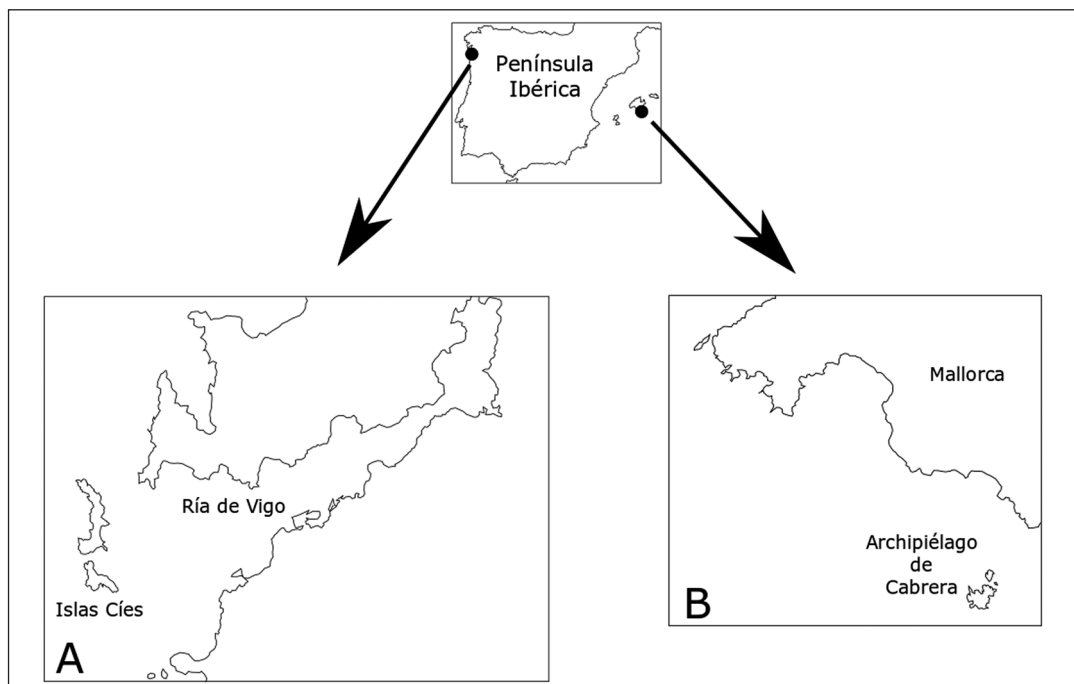 Península
Ibérica
Mallorca
Ría de Vigo
Archipiélago
de
Cabrera
Islas Cíes
A
B